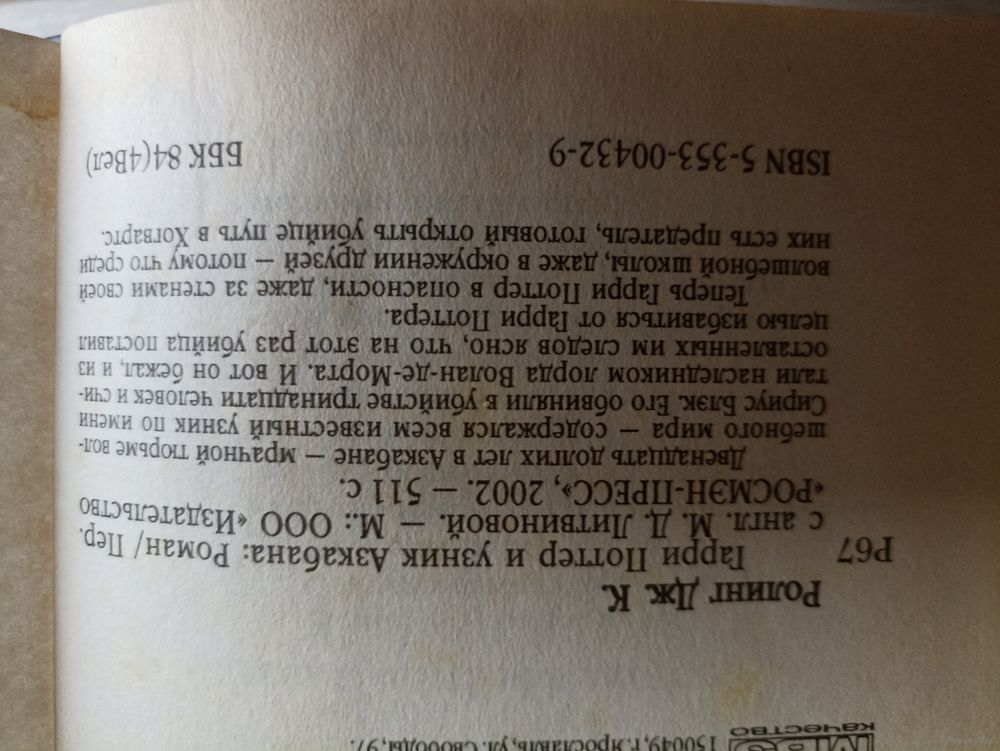 150049, г. Ярославль, ул. Свободы, 97.
качество
Ролинг Дж. К.
Р67 Гарри Поттер и узник Азкабана: Роман/ Пер.
с англ. М. Д. Литвиновой. — М.: ООО «Издательство
«РОСМЭН-ПРЕСС», 2002. — 511 с.
Двенадцать долгих лет в Азкабане — мрачной тюрьме вол-
шебного мира — содержался всем известный узник по имени
Сириус Блэк. Его обвиняли в убийстве тринадцати человек и счи-
тали наследником лорда Волан-де-Морта. И вот он бежал, и из
оставленных им следов ясно, что на этот раз убийца поставил
целью избавиться от Гарри Поттера.
Теперь Гарри Поттер в опасности, даже за стенами своей
волшебной школы, даже в окружении друзей — потому что среди
них есть предатель, готовый открыть убийце путь в Хогвартс.
ISBN 5-353-00432-9 ББК 84(4Вел)